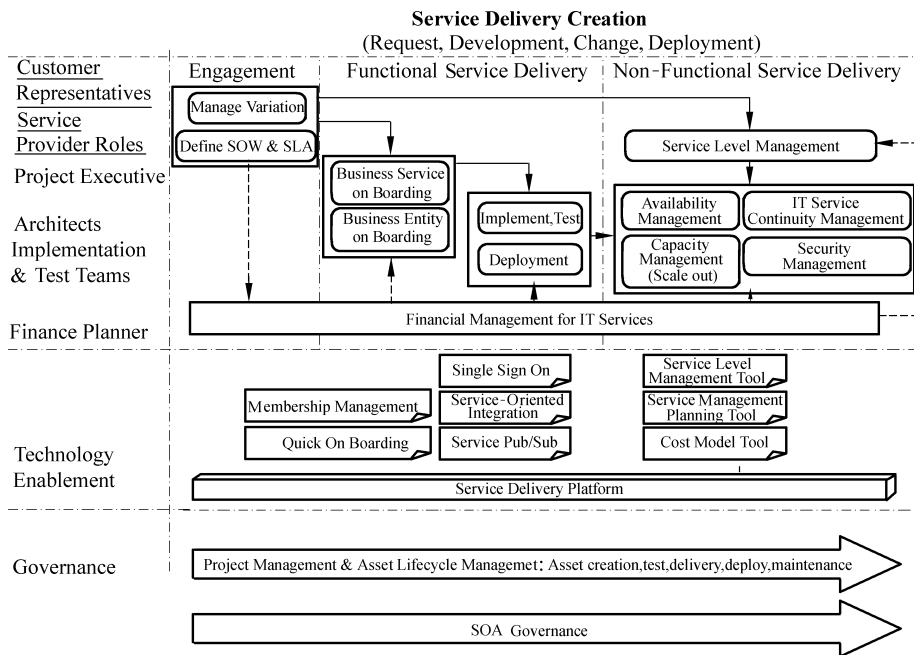 Service Delivery Creation
(Request, Development, Change, Deployment)
Customer
Representatives
Service
Provider Roles
Engagement
Functional Service Delivery
Non-Functional Service Delivery
Manage Variation
Define SOW & SLA
Service Level Management
Project Executive
Business Service
on Boarding
Business Entity
on Boarding
Implement,Test
Deployment
Availability
Management
IT Service
Continuity Management
Capacity
Management
(Scale out)
Security
Management
Architects
Implementation
& Test Teams
Finance Planner
Financial Management for IT Services
Single Sign On
Service Level
Management Tool
Membership Management
Service-Oriented
Integration
Service Management
Planning Tool
Quick On Boarding
Service Pub/Sub
Cost Model Tool
Technology
Enablement
Service Delivery Platform
Governance
Project Management & Asset Lifecycle Managemet: Asset creation,test,delivery,deploy,maintenance
SOA Governance